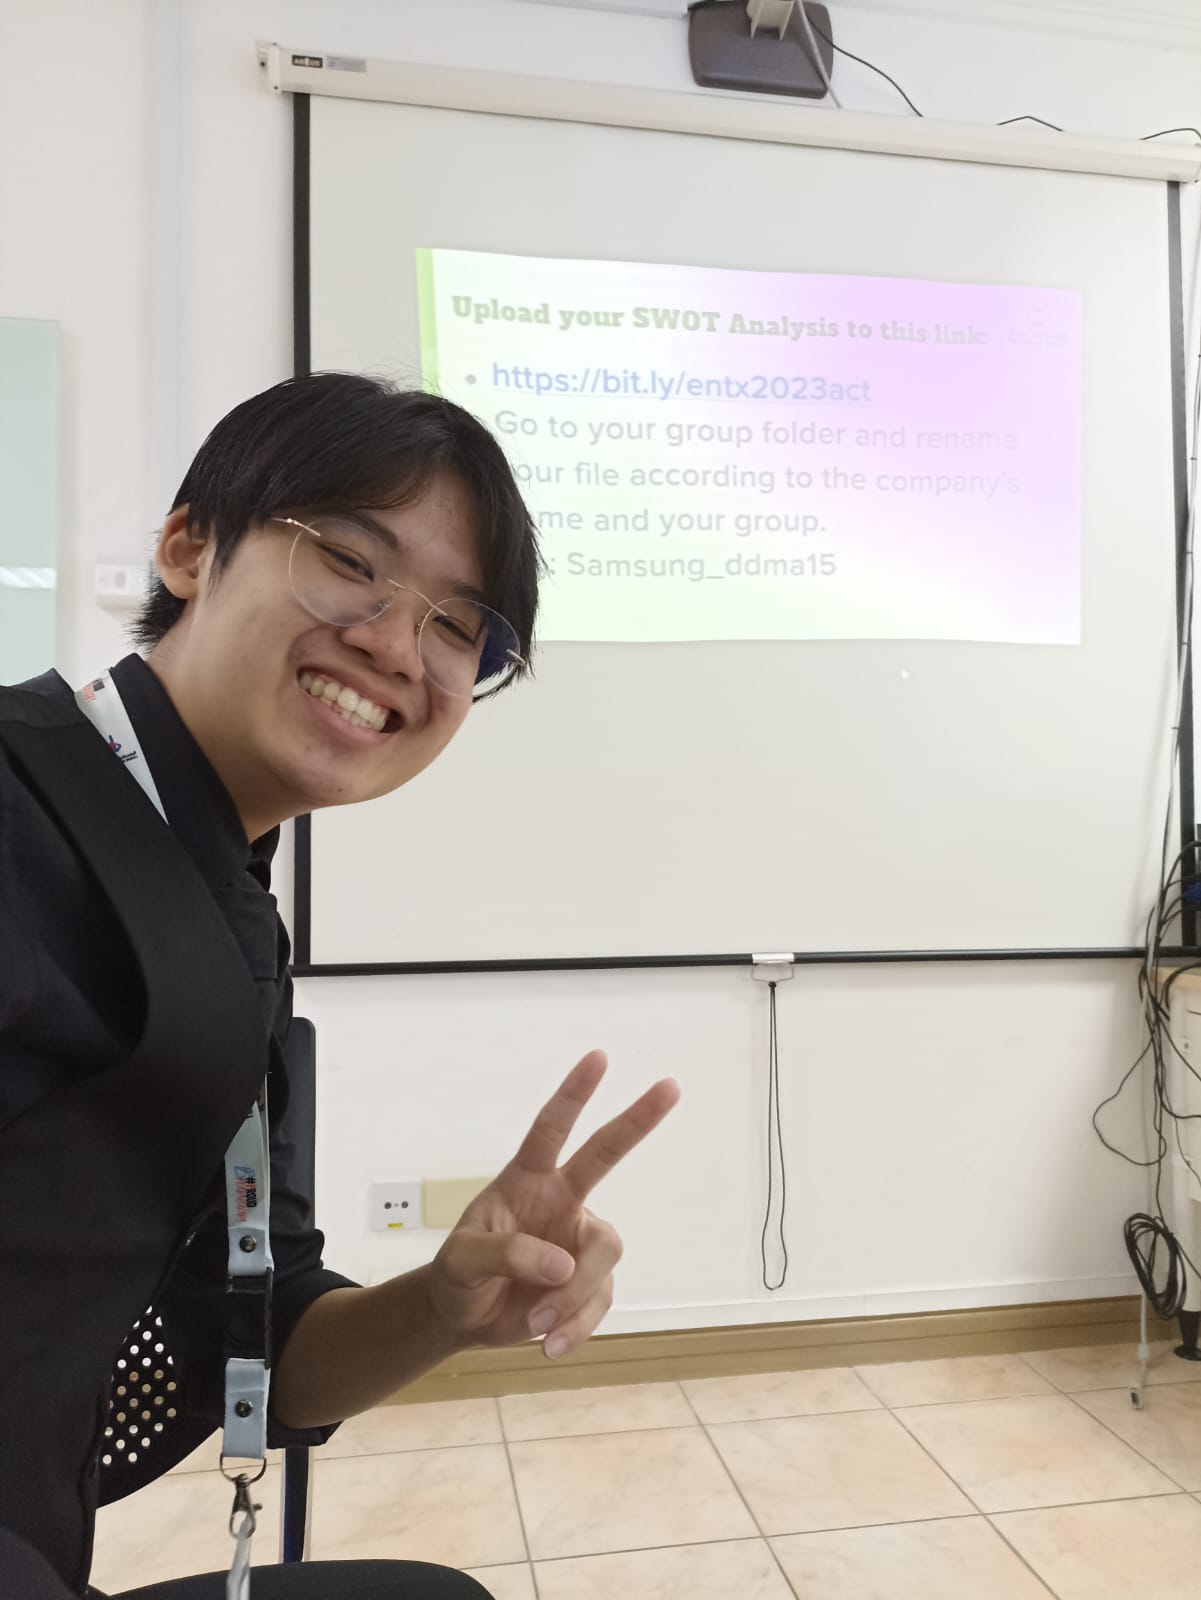 Upload your SWOT Analysis to this link:
https://bit.ly/entx2023act
Go to your group folder and rename
our file according to the company's
me and your group.
: Samsung_ddma15
#PROUD